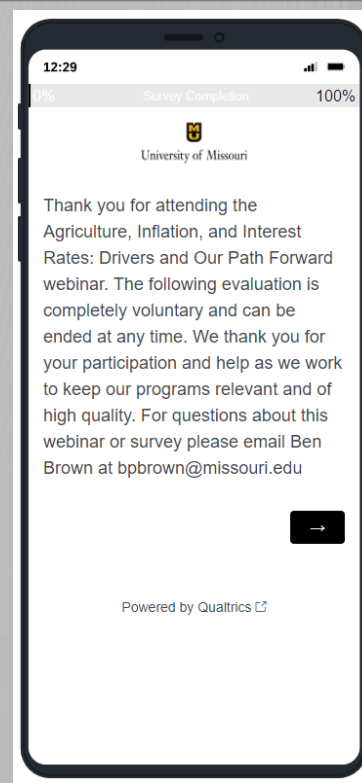 12:29
0% Survey Completion 100%
MU
University of Missouri
Thank you for attending the
Agriculture, Inflation, and Interest
Rates: Drivers and Our Path Forward
webinar. The following evaluation is
completely voluntary and can be
ended at any time. We thank you for
your participation and help as we work
to keep our programs relevant and of
high quality. For questions about this
webinar or survey please email Ben
Brown at bpbrown@missouri.edu
→
Powered by Qualtrics